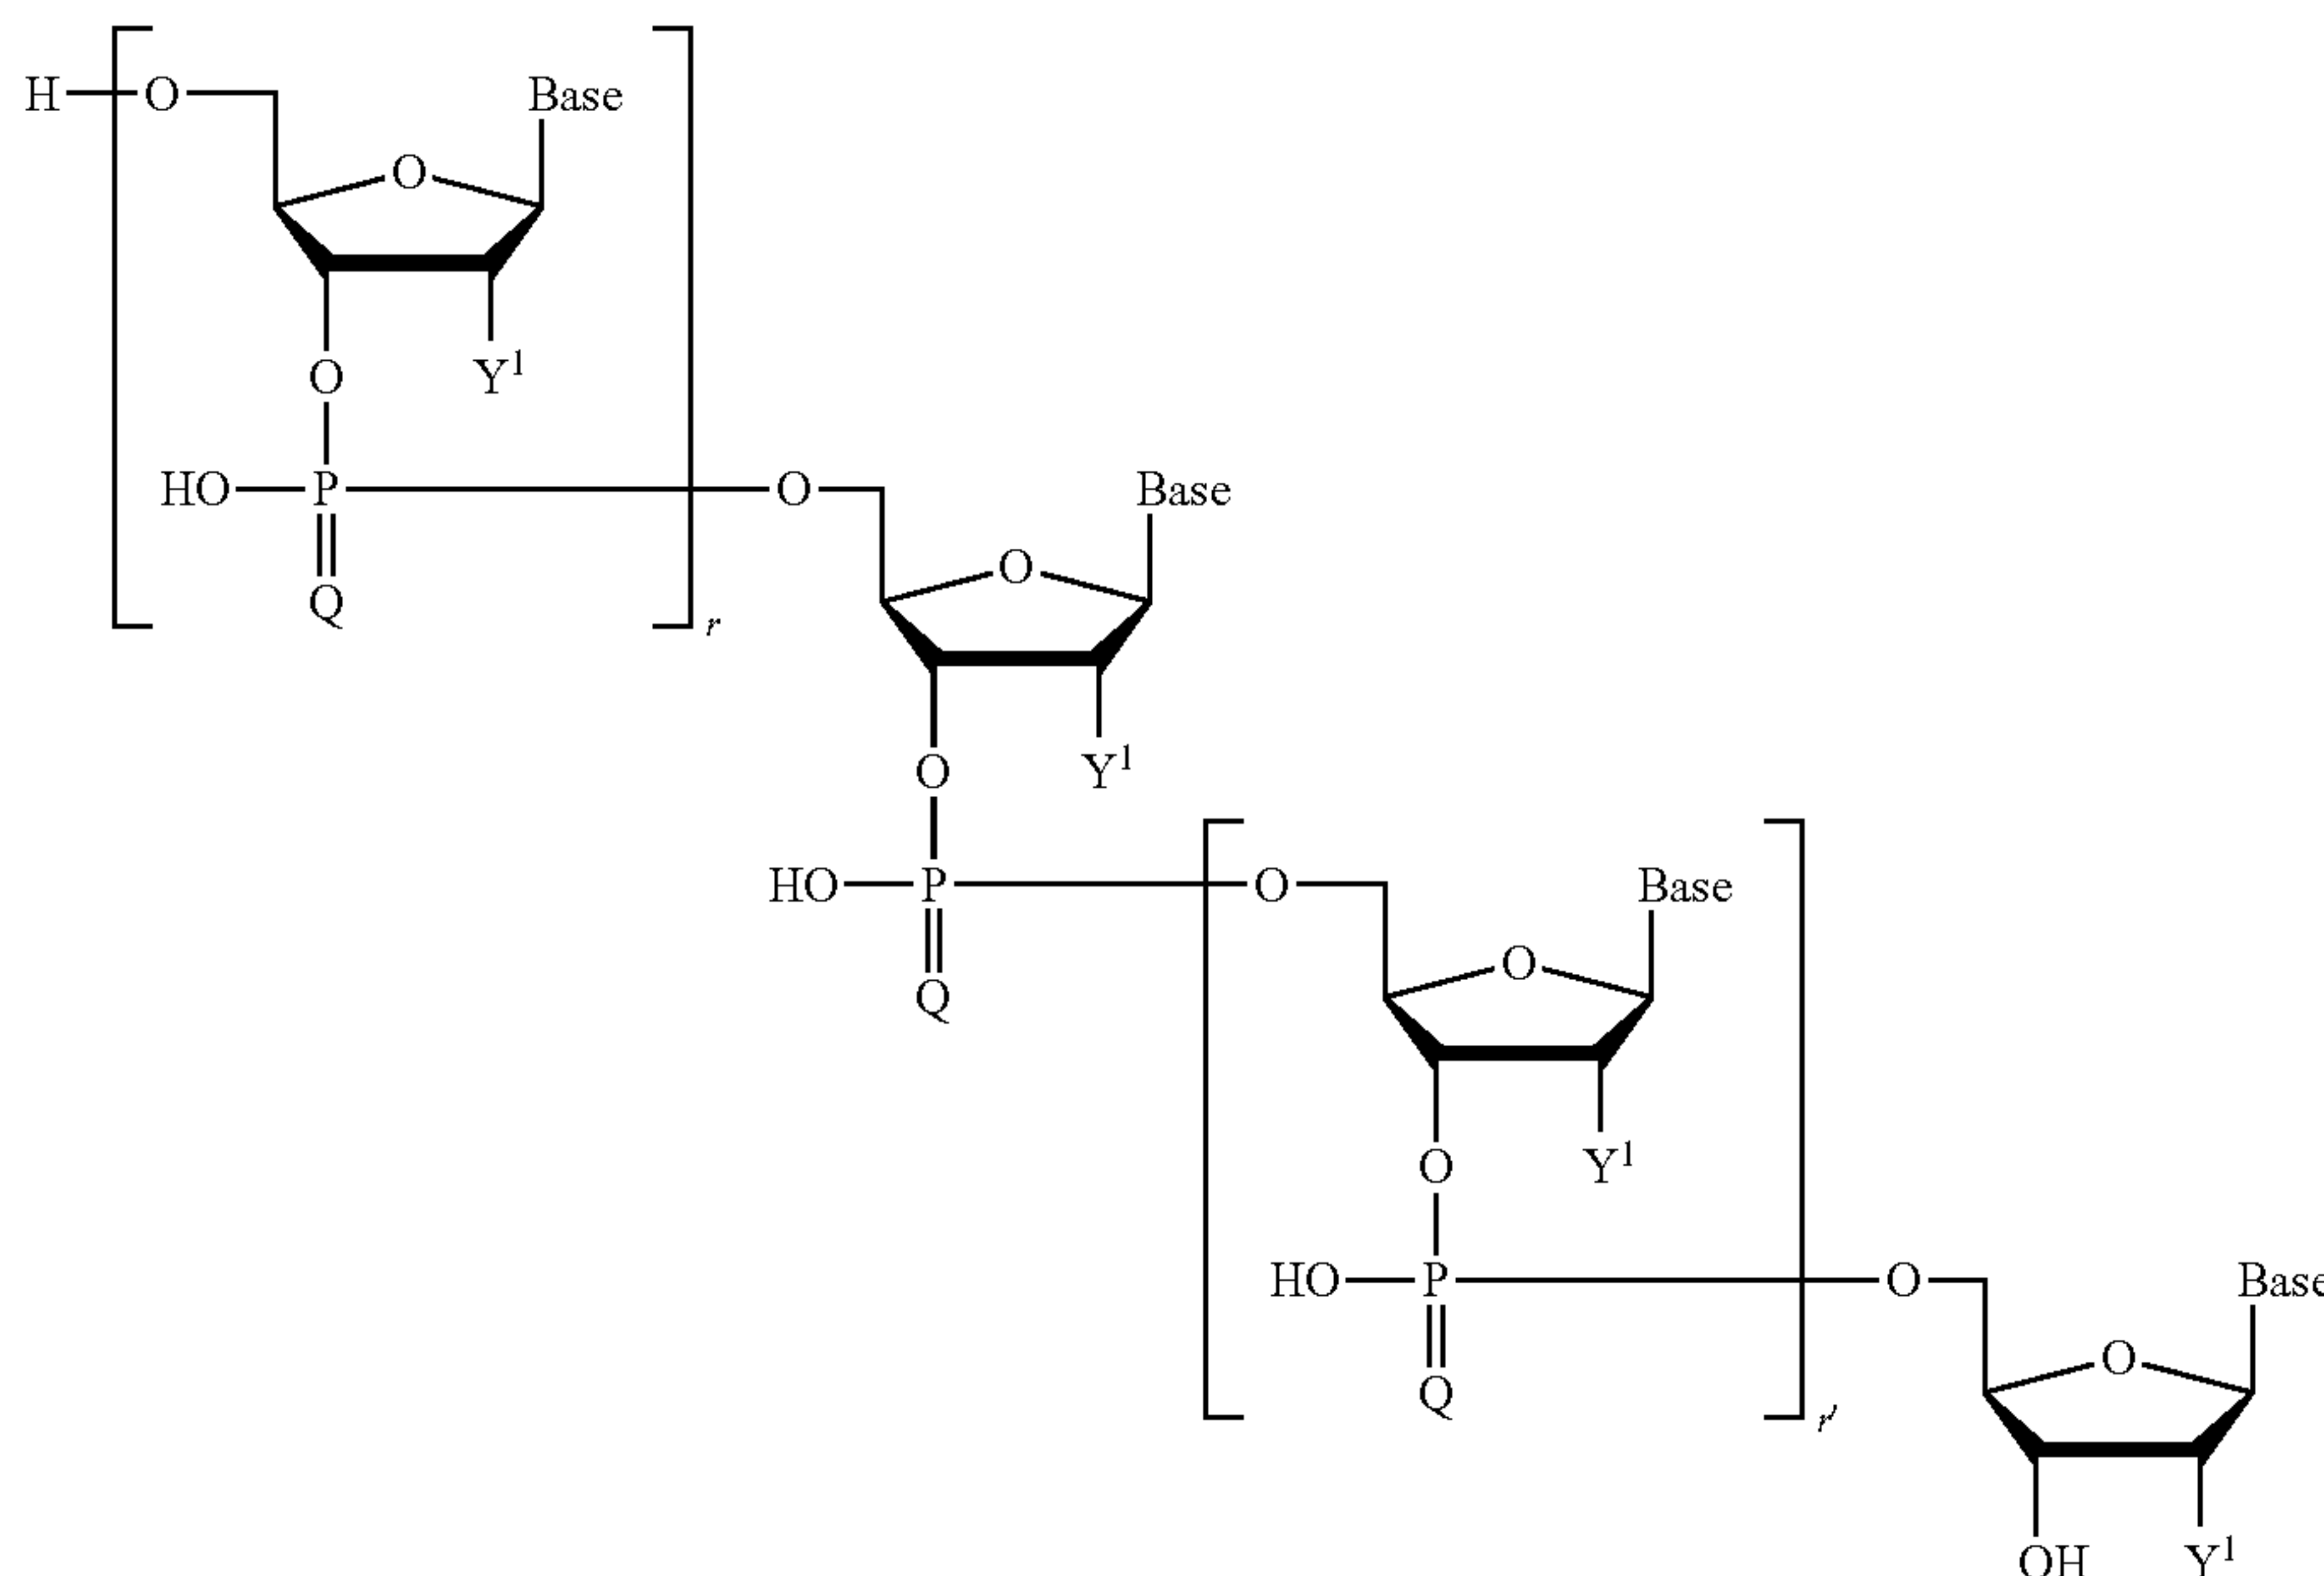 H O Base
O
O Y¹
HO P O Base
Q O
r
O Y¹
HO P O Base
Q O
O Y¹
HO P O Base
Q O
r'
OH Y¹